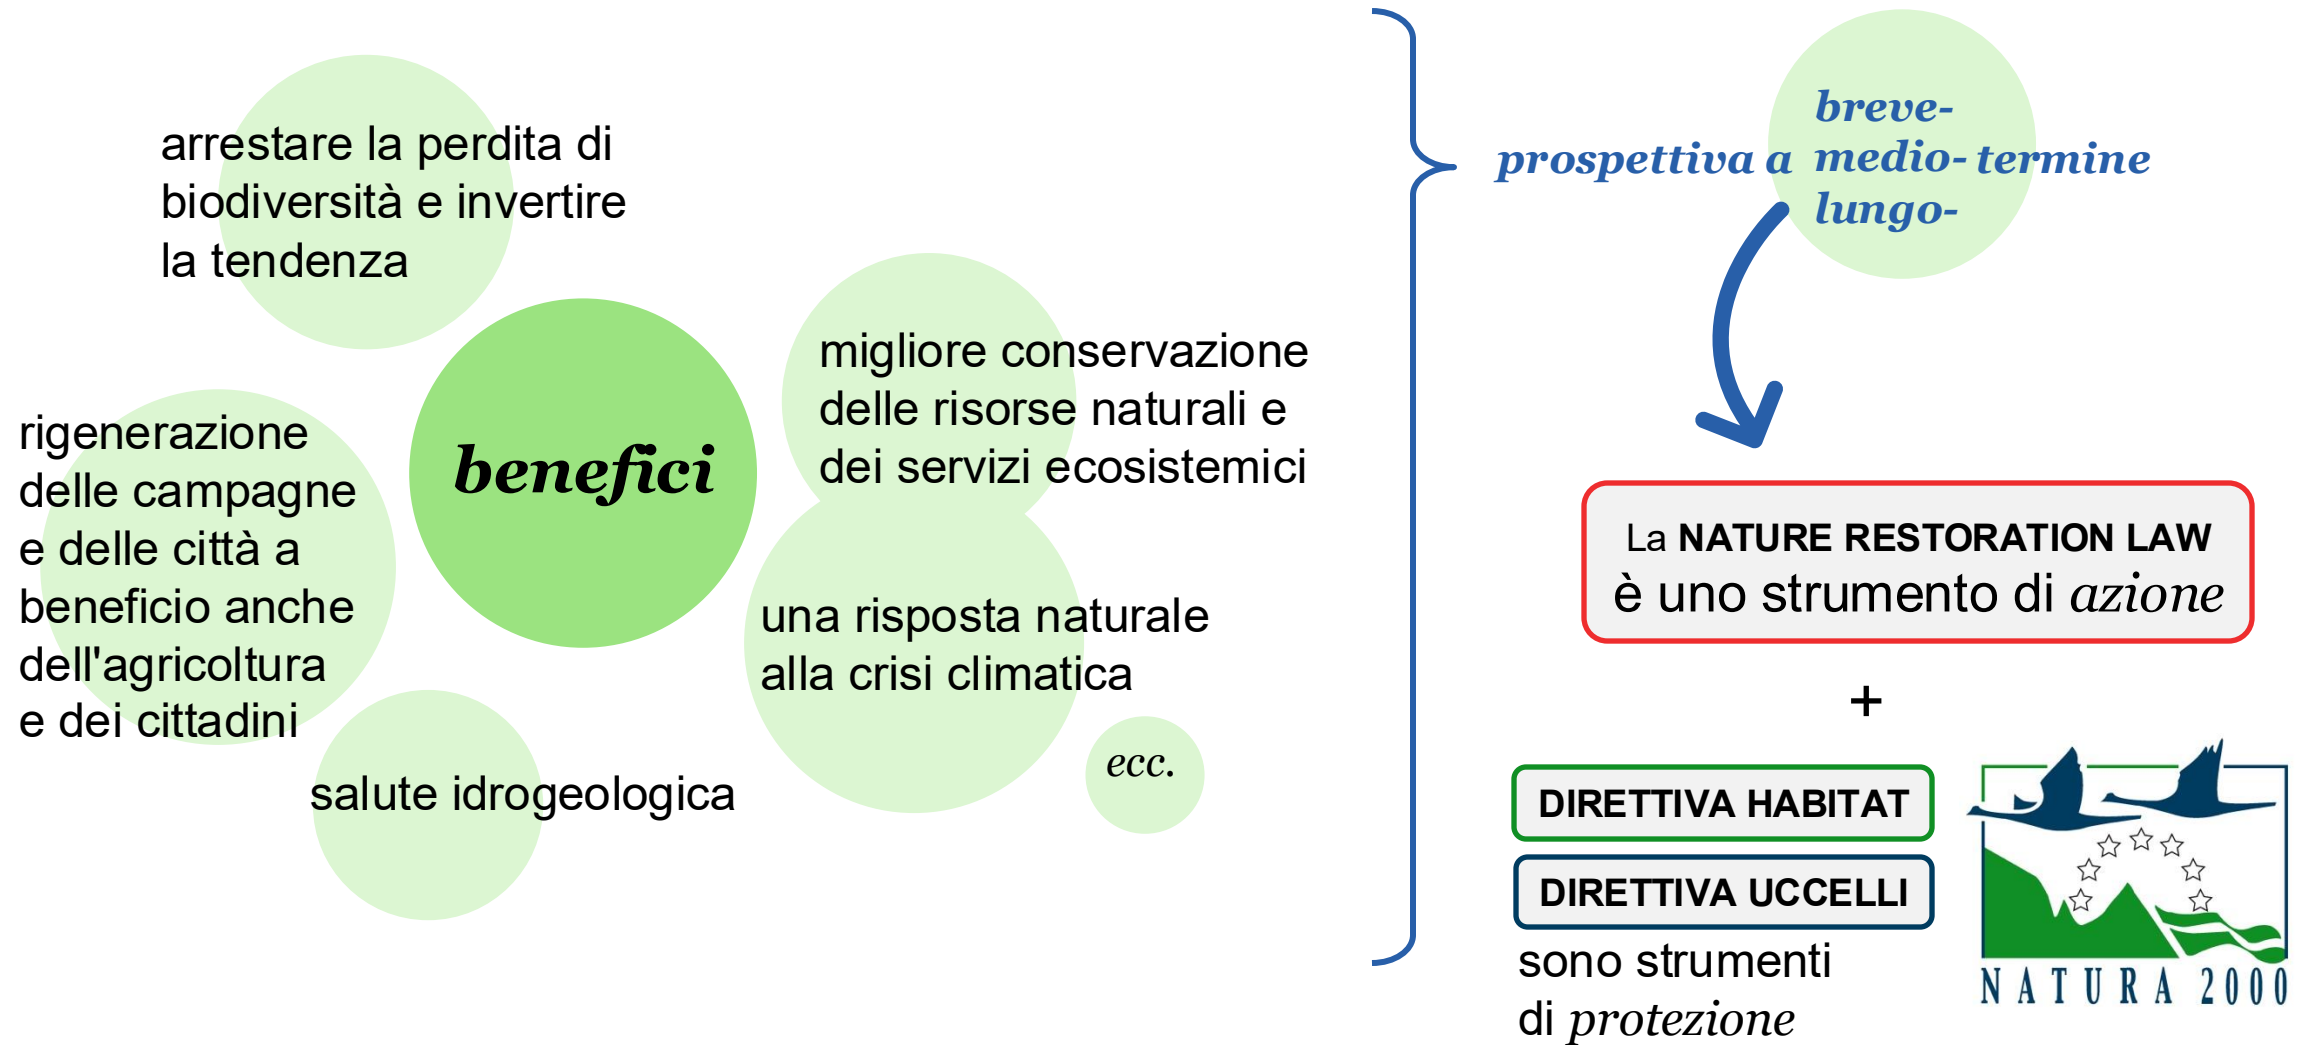 arrestare la perdita di
biodiversità e invertire
la tendenza
benefici
migliore conservazione
delle risorse naturali e
dei servizi ecosistemici
rigenerazione
delle campagne
e delle città a
beneficio anche
dell'agricoltura
e dei cittadini
una risposta naturale
alla crisi climatica
ecc.
salute idrogeologica
breve-
prospettiva a medio- termine
lungo-
La NATURE RESTORATION LAW
è uno strumento di azione
+
DIRETTIVA HABITAT
DIRETTIVA UCCELLI
sono strumenti
di protezione
NATURA 2000